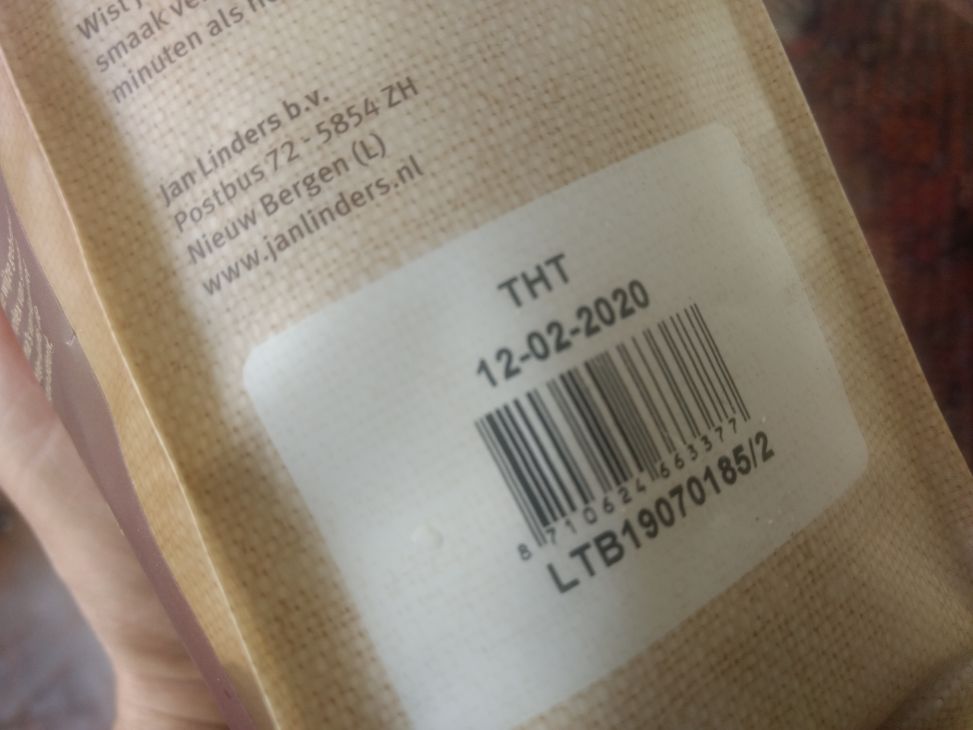 Wist
smaak
minuten als
Jan Linders b.v.
Postbus 72 - 5854 ZH
Nieuw Bergen (L)
www.janlinders.nl
THT
12-02-2020
8 710624 663377
LTB19070185/2